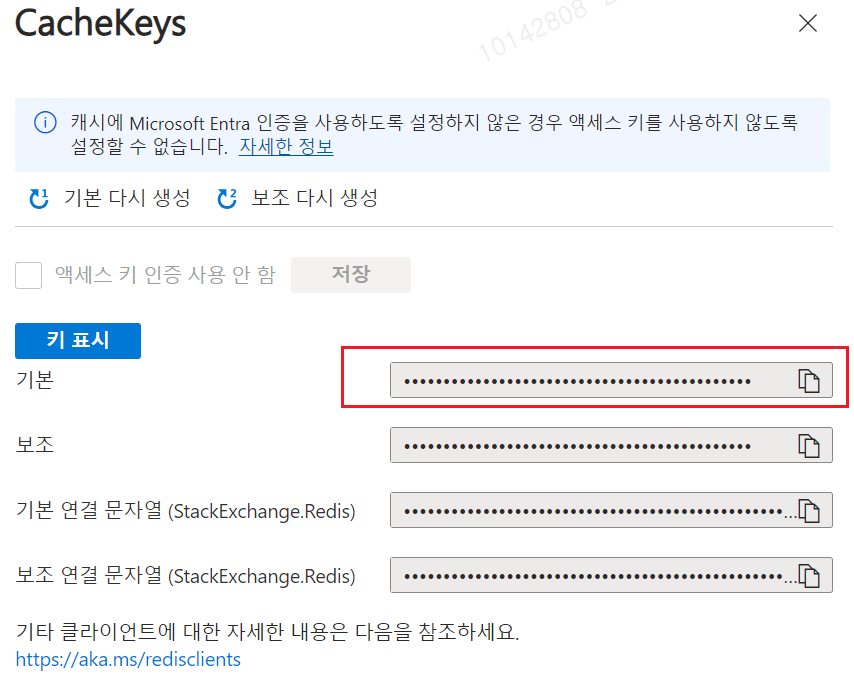 CacheKeys
10142808
캐시에 Microsoft Entra 인증을 사용하도록 설정하지 않은 경우 액세스 키를 사용하지 않도록
설정할 수 없습니다. 자세한 정보
기본 다시 생성 보조 다시 생성
액세스 키 인증 사용 안 함 저장
키 표시
기본
보조
기본 연결 문자열 (StackExchange.Redis)
보조 연결 문자열 (StackExchange.Redis)
기타 클라이언트에 대한 자세한 내용은 다음을 참조하세요.
https://aka.ms/redisclients